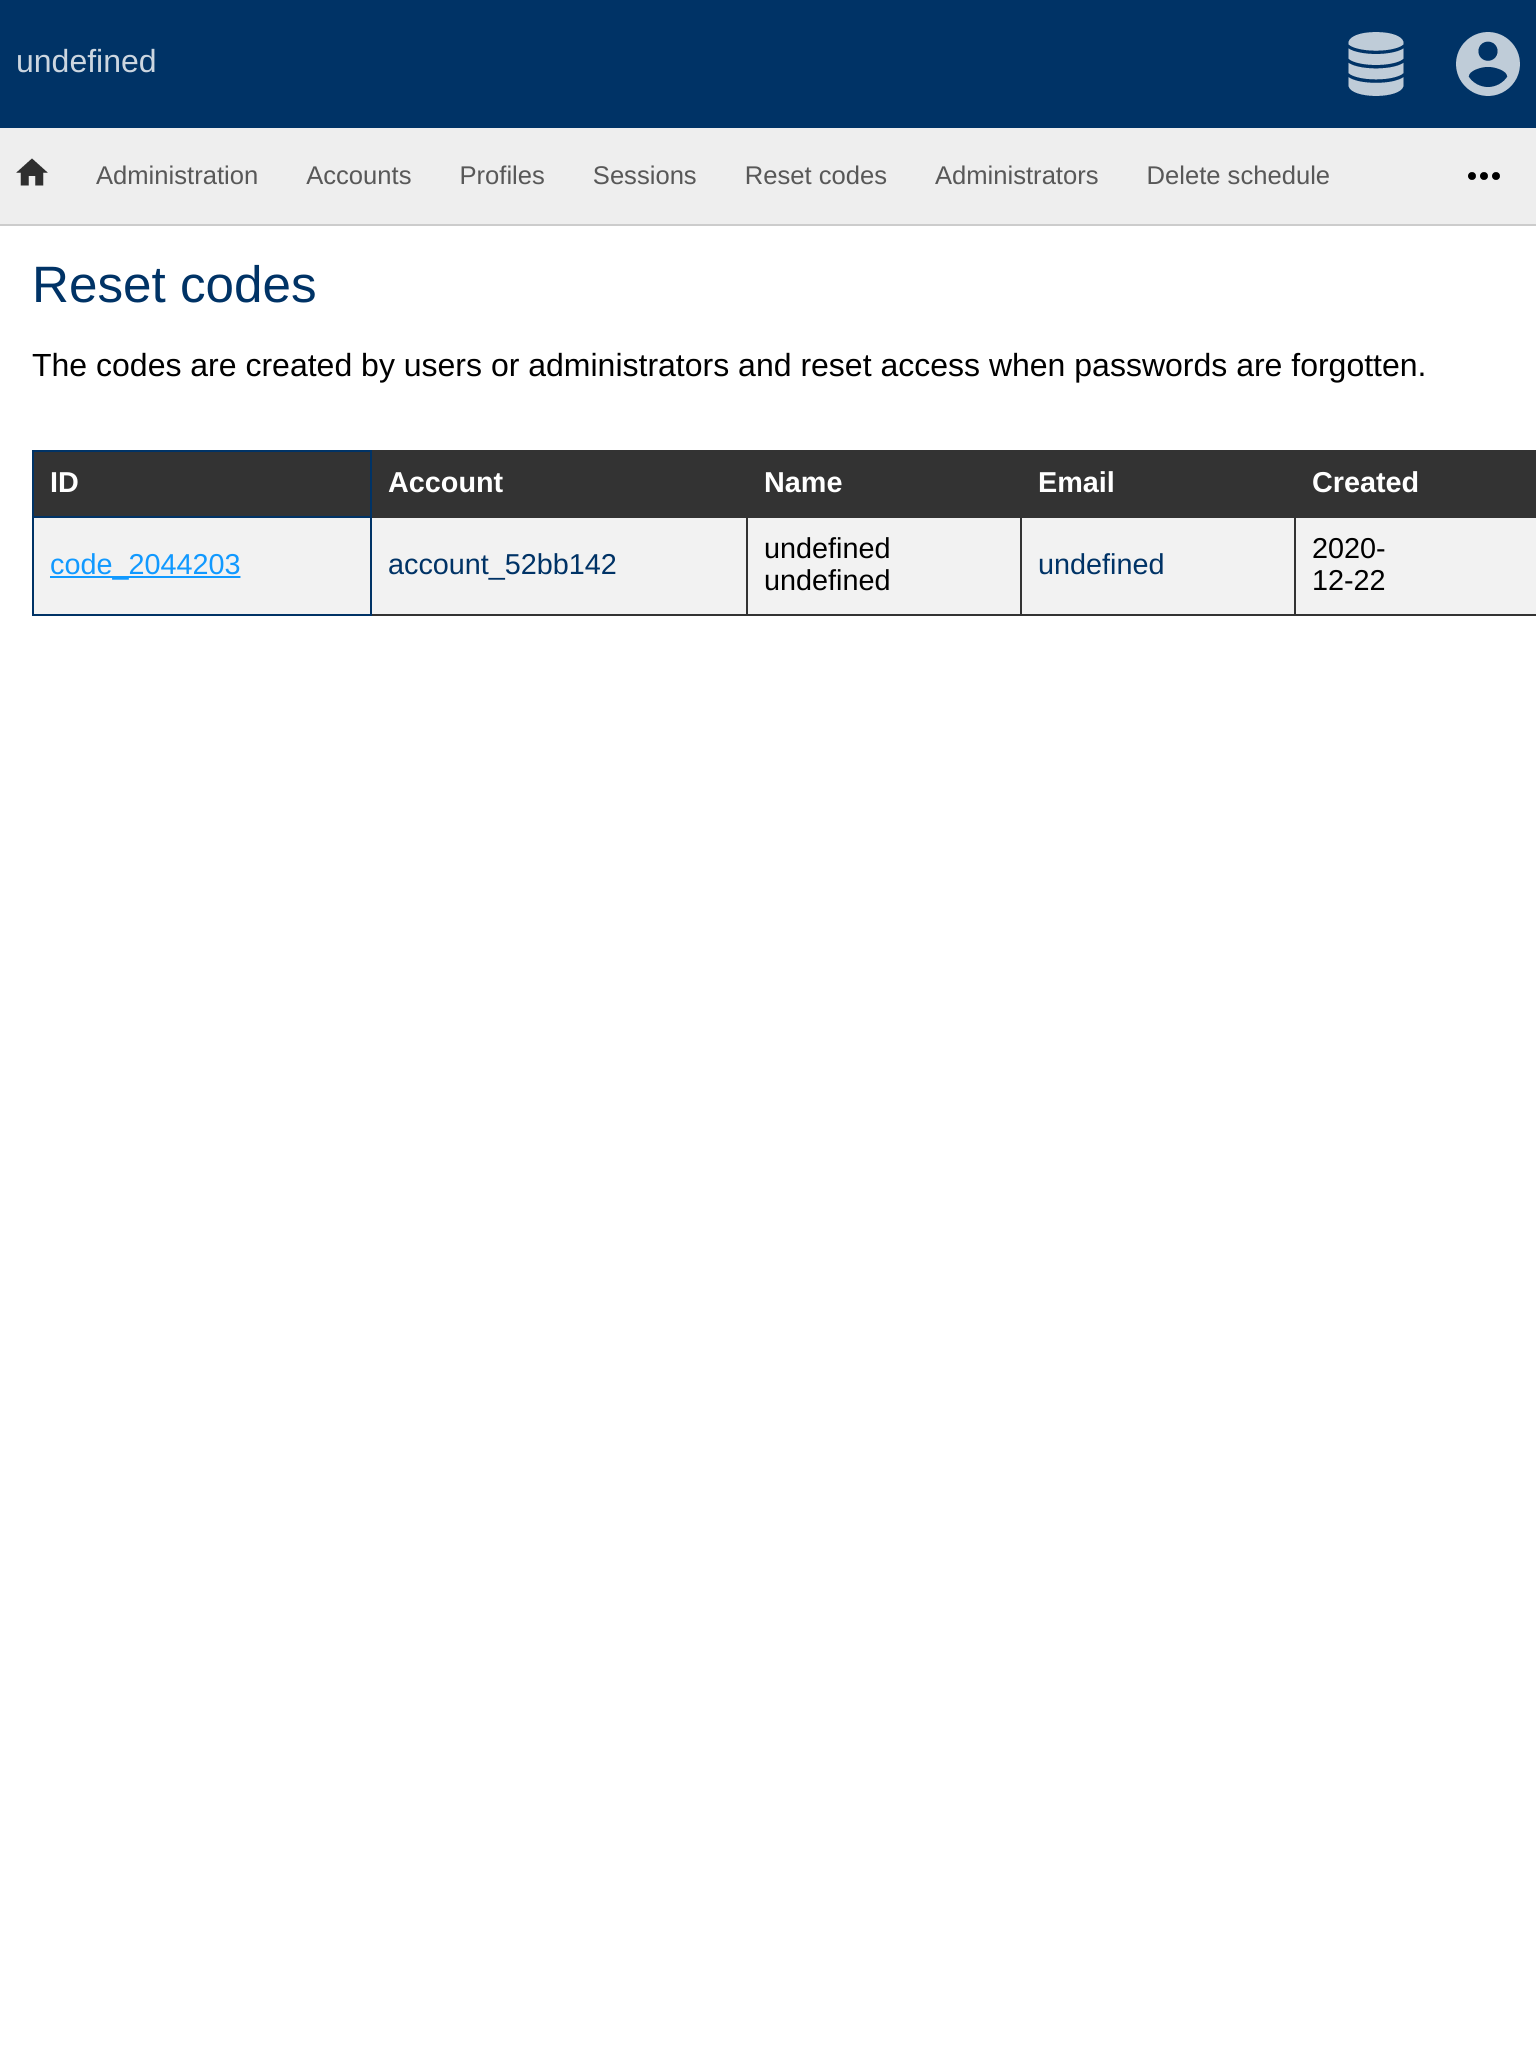 undefined
Administration Accounts Profiles Sessions Reset codes Administrators Delete schedule
Reset codes
The codes are created by users or administrators and reset access when passwords are forgotten.
ID Account Name Email Created
code_2044203 account_52bb142 undefined undefined undefined 2020-12-22